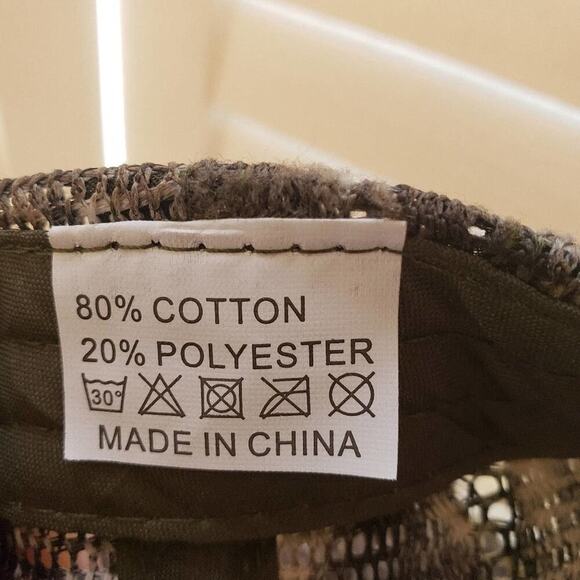 80% COTTON
20% POLYESTER
30°
MADE IN CHINA